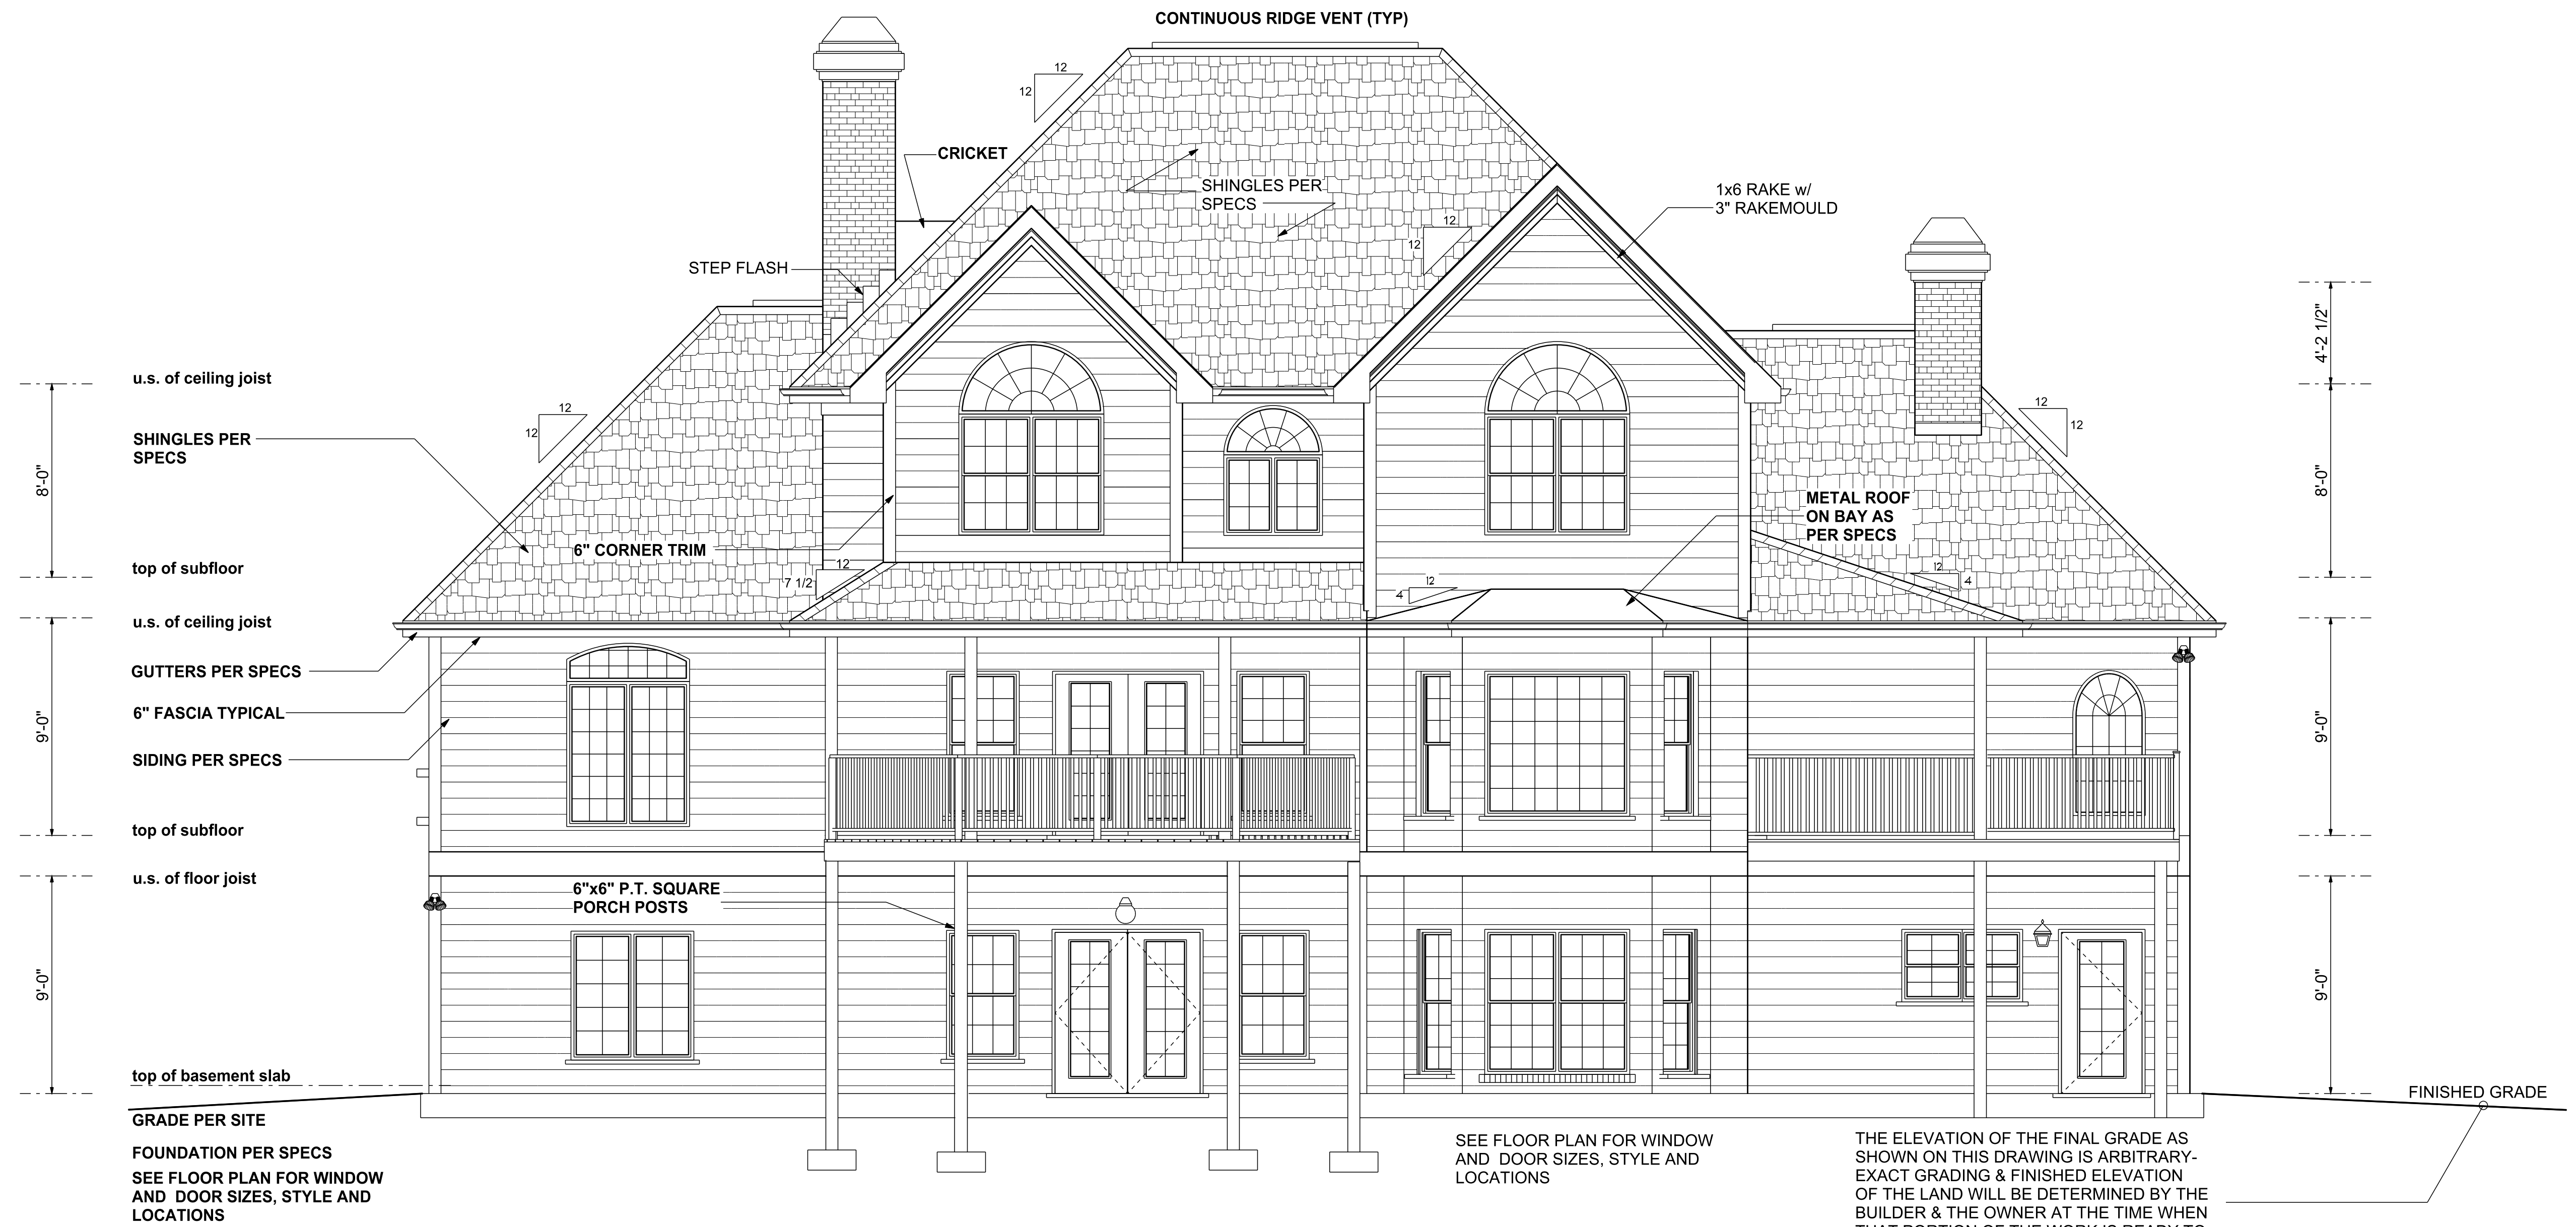 CONTINUOUS RIDGE VENT (TYP)
12
12
CRICKET
SHINGLES PER
SPECS
1x6 RAKE w/
3" RAKEMOULD
12
12
STEP FLASH
4'-2 1/2"
u.s. of ceiling joist
12
12
12
12
SHINGLES PER
SPECS
8'-0"
8'-0"
METAL ROOF
ON BAY AS
PER SPECS
6" CORNER TRIM
top of subfloor
12
7 1/2
12
4
12
4
u.s. of ceiling joist
GUTTERS PER SPECS
6" FASCIA TYPICAL
9'-0"
9'-0"
SIDING PER SPECS
top of subfloor
u.s. of floor joist
6"x6" P.T. SQUARE
PORCH POSTS
9'-0"
9'-0"
top of basement slab
FINISHED GRADE
GRADE PER SITE
FOUNDATION PER SPECS
SEE FLOOR PLAN FOR WINDOW
AND DOOR SIZES, STYLE AND
LOCATIONS
SEE FLOOR PLAN FOR WINDOW
AND DOOR SIZES, STYLE AND
LOCATIONS
THE ELEVATION OF THE FINAL GRADE AS
SHOWN ON THIS DRAWING IS ARBITRARY-
EXACT GRADING & FINISHED ELEVATION
OF THE LAND WILL BE DETERMINED BY THE
BUILDER & THE OWNER AT THE TIME WHEN
THAT PORTION OF THE WORK IS READY TO